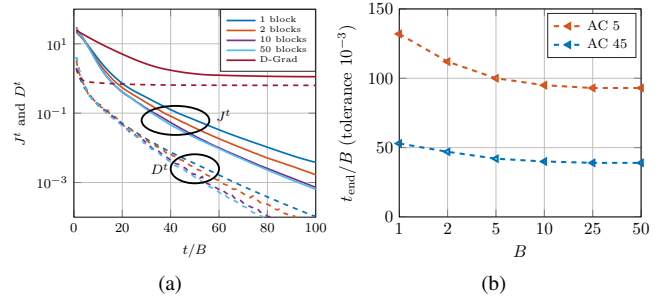 1 block
2 blocks
10 blocks
50 blocks
D-Grad
J^t
D^t
10^1
10^{-1}
10^{-3}
J^t and D^t
0 20 40 60 80 100
t/B
(a)
AC 5
AC 45
150
100
50
0
t_end/B (tolerance 10^{-3})
1 2 5 10 25 50
B
(b)